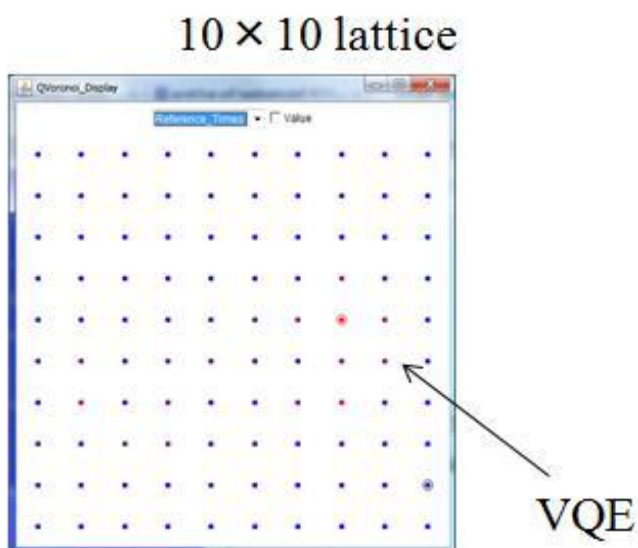 10 × 10 lattice
QVoronoi_Display
Reference_Times Value
VQE